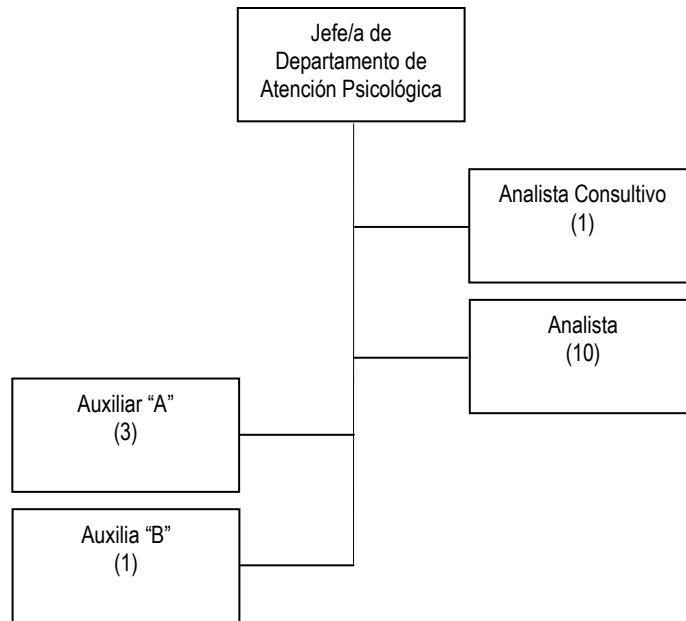 Jefe/a de
Departamento de
Atención Psicológica
Analista Consultivo
(1)
Analista
(10)
Auxiliar “A”
(3)
Auxilia “B”
(1)